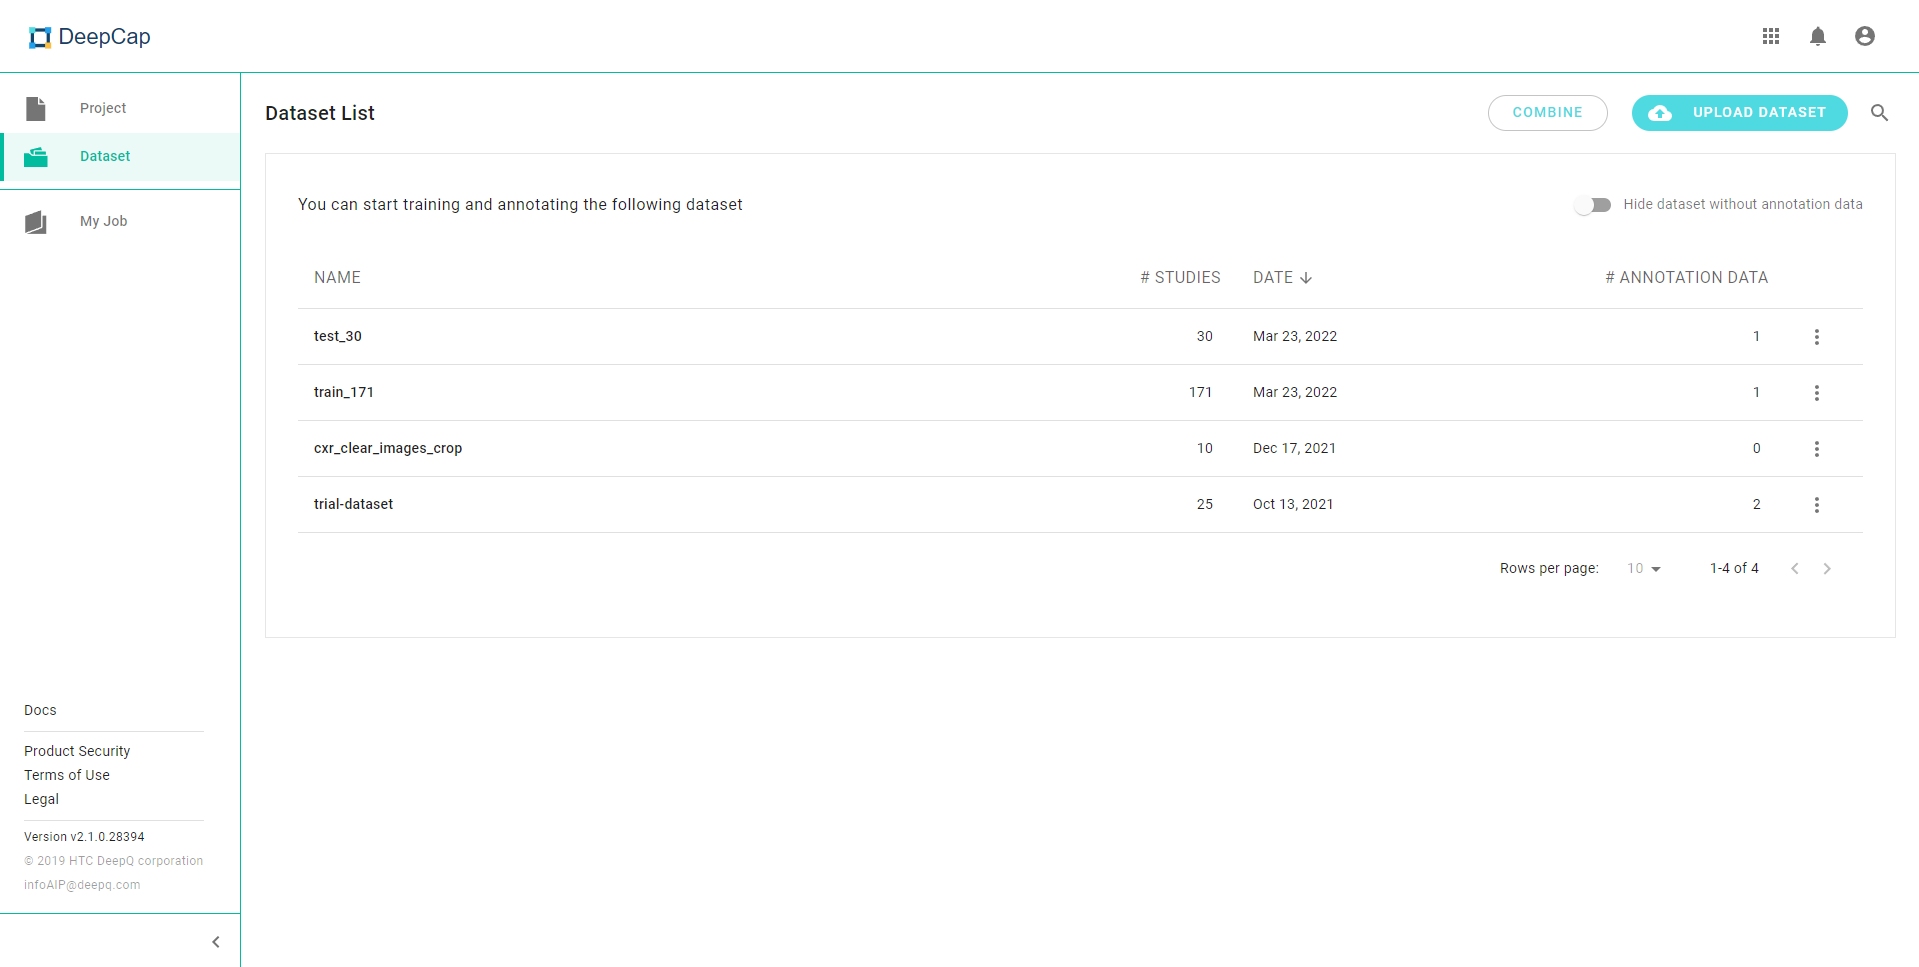 DeepCap
Project
Dataset
My Job
Dataset List
COMBINE
UPLOAD DATASET
You can start training and annotating the following dataset
Hide dataset without annotation data
NAME # STUDIES DATE # ANNOTATION DATA
test_30 30 Mar 23, 2022 1
train_171 171 Mar 23, 2022 1
cxr_clear_images_crop 10 Dec 17, 2021 0
trial-dataset 25 Oct 13, 2021 2
Rows per page: 10 1-4 of 4
Docs
Product Security
Terms of Use
Legal
Version v2.1.0.28394
© 2019 HTC DeepQ corporation
infoAIP@deepq.com